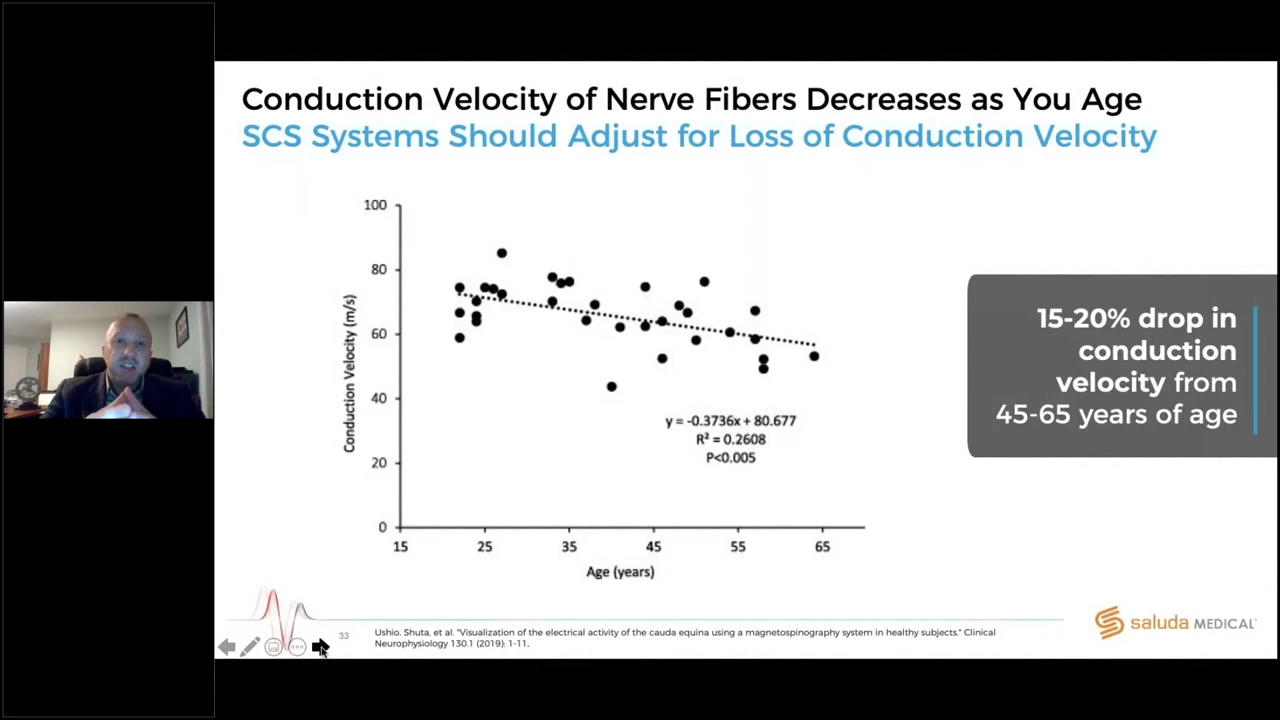 Conduction Velocity of Nerve Fibers Decreases as You Age
SCS Systems Should Adjust for Loss of Conduction Velocity
100
80
60
40
20
0
Conduction Velocity (m/s)
15 25 35 45 55 65
Age (years)
y = -0.3736x + 80.677
R² = 0.2608
P<0.005
15-20% drop in
conduction
velocity from
45-65 years of age
33
Ushio, Shuta, et al. "Visualization of the electrical activity of the cauda equina using a magnetospinography system in healthy subjects." Clinical
Neurophysiology 130.1 (2019): 1-11.
saluda MEDICAL™